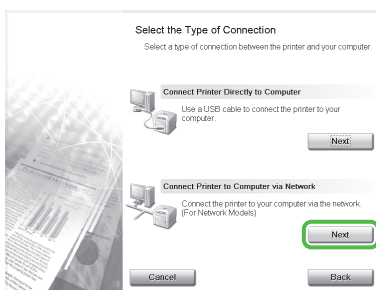 Select the Type of Connection
Select a type of connection between the printer and your computer.
Connect Printer Directly to Computer
Use a USB cable to connect the printer to your
computer.
Next
Connect Printer to Computer via Network
Connect the printer to your computer via the network.
(For Network Models)
Next
Cancel
Back